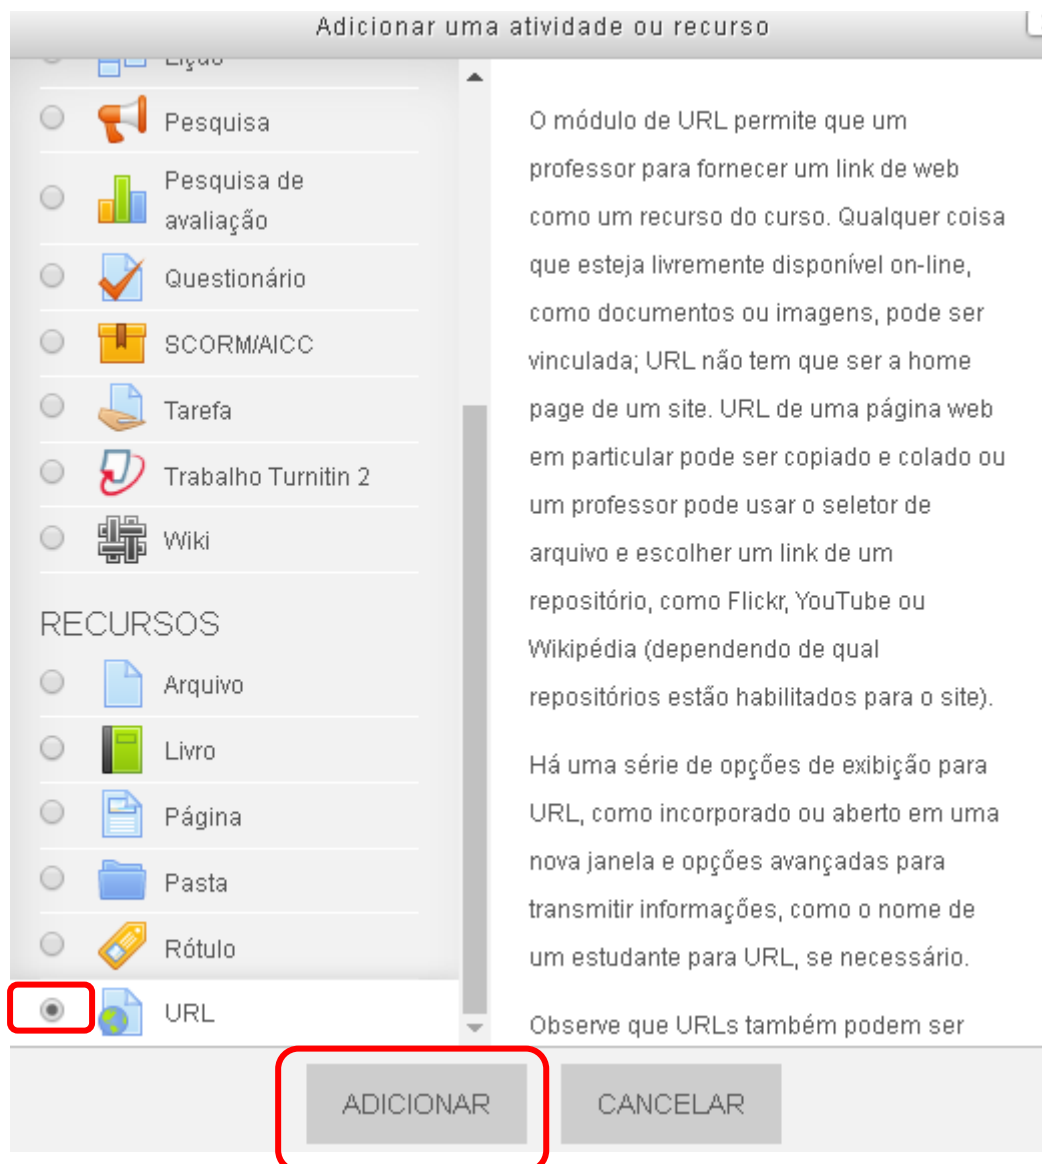 Adicionar uma atividade ou recurso
Lição
Pesquisa
Pesquisa de
avaliação
Questionário
SCORM/AICC
Tarefa
Trabalho Turnitin 2
Wiki
RECURSOS
Arquivo
Livro
Página
Pasta
Rótulo
URL
O módulo de URL permite que um
professor para fornecer um link de web
como um recurso do curso. Qualquer coisa
que esteja livremente disponível on-line,
como documentos ou imagens, pode ser
vinculada; URL não tem que ser a home
page de um site. URL de uma página web
em particular pode ser copiado e colado ou
um professor pode usar o seletor de
arquivo e escolher um link de um
repositório, como Flickr, YouTube ou
Wikipédia (dependendo de qual
repositórios estão habilitados para o site).
Há uma série de opções de exibição para
URL, como incorporado ou aberto em uma
nova janela e opções avançadas para
transmitir informações, como o nome de
um estudante para URL, se necessário.
Observe que URLs também podem ser
ADICIONAR
CANCELAR